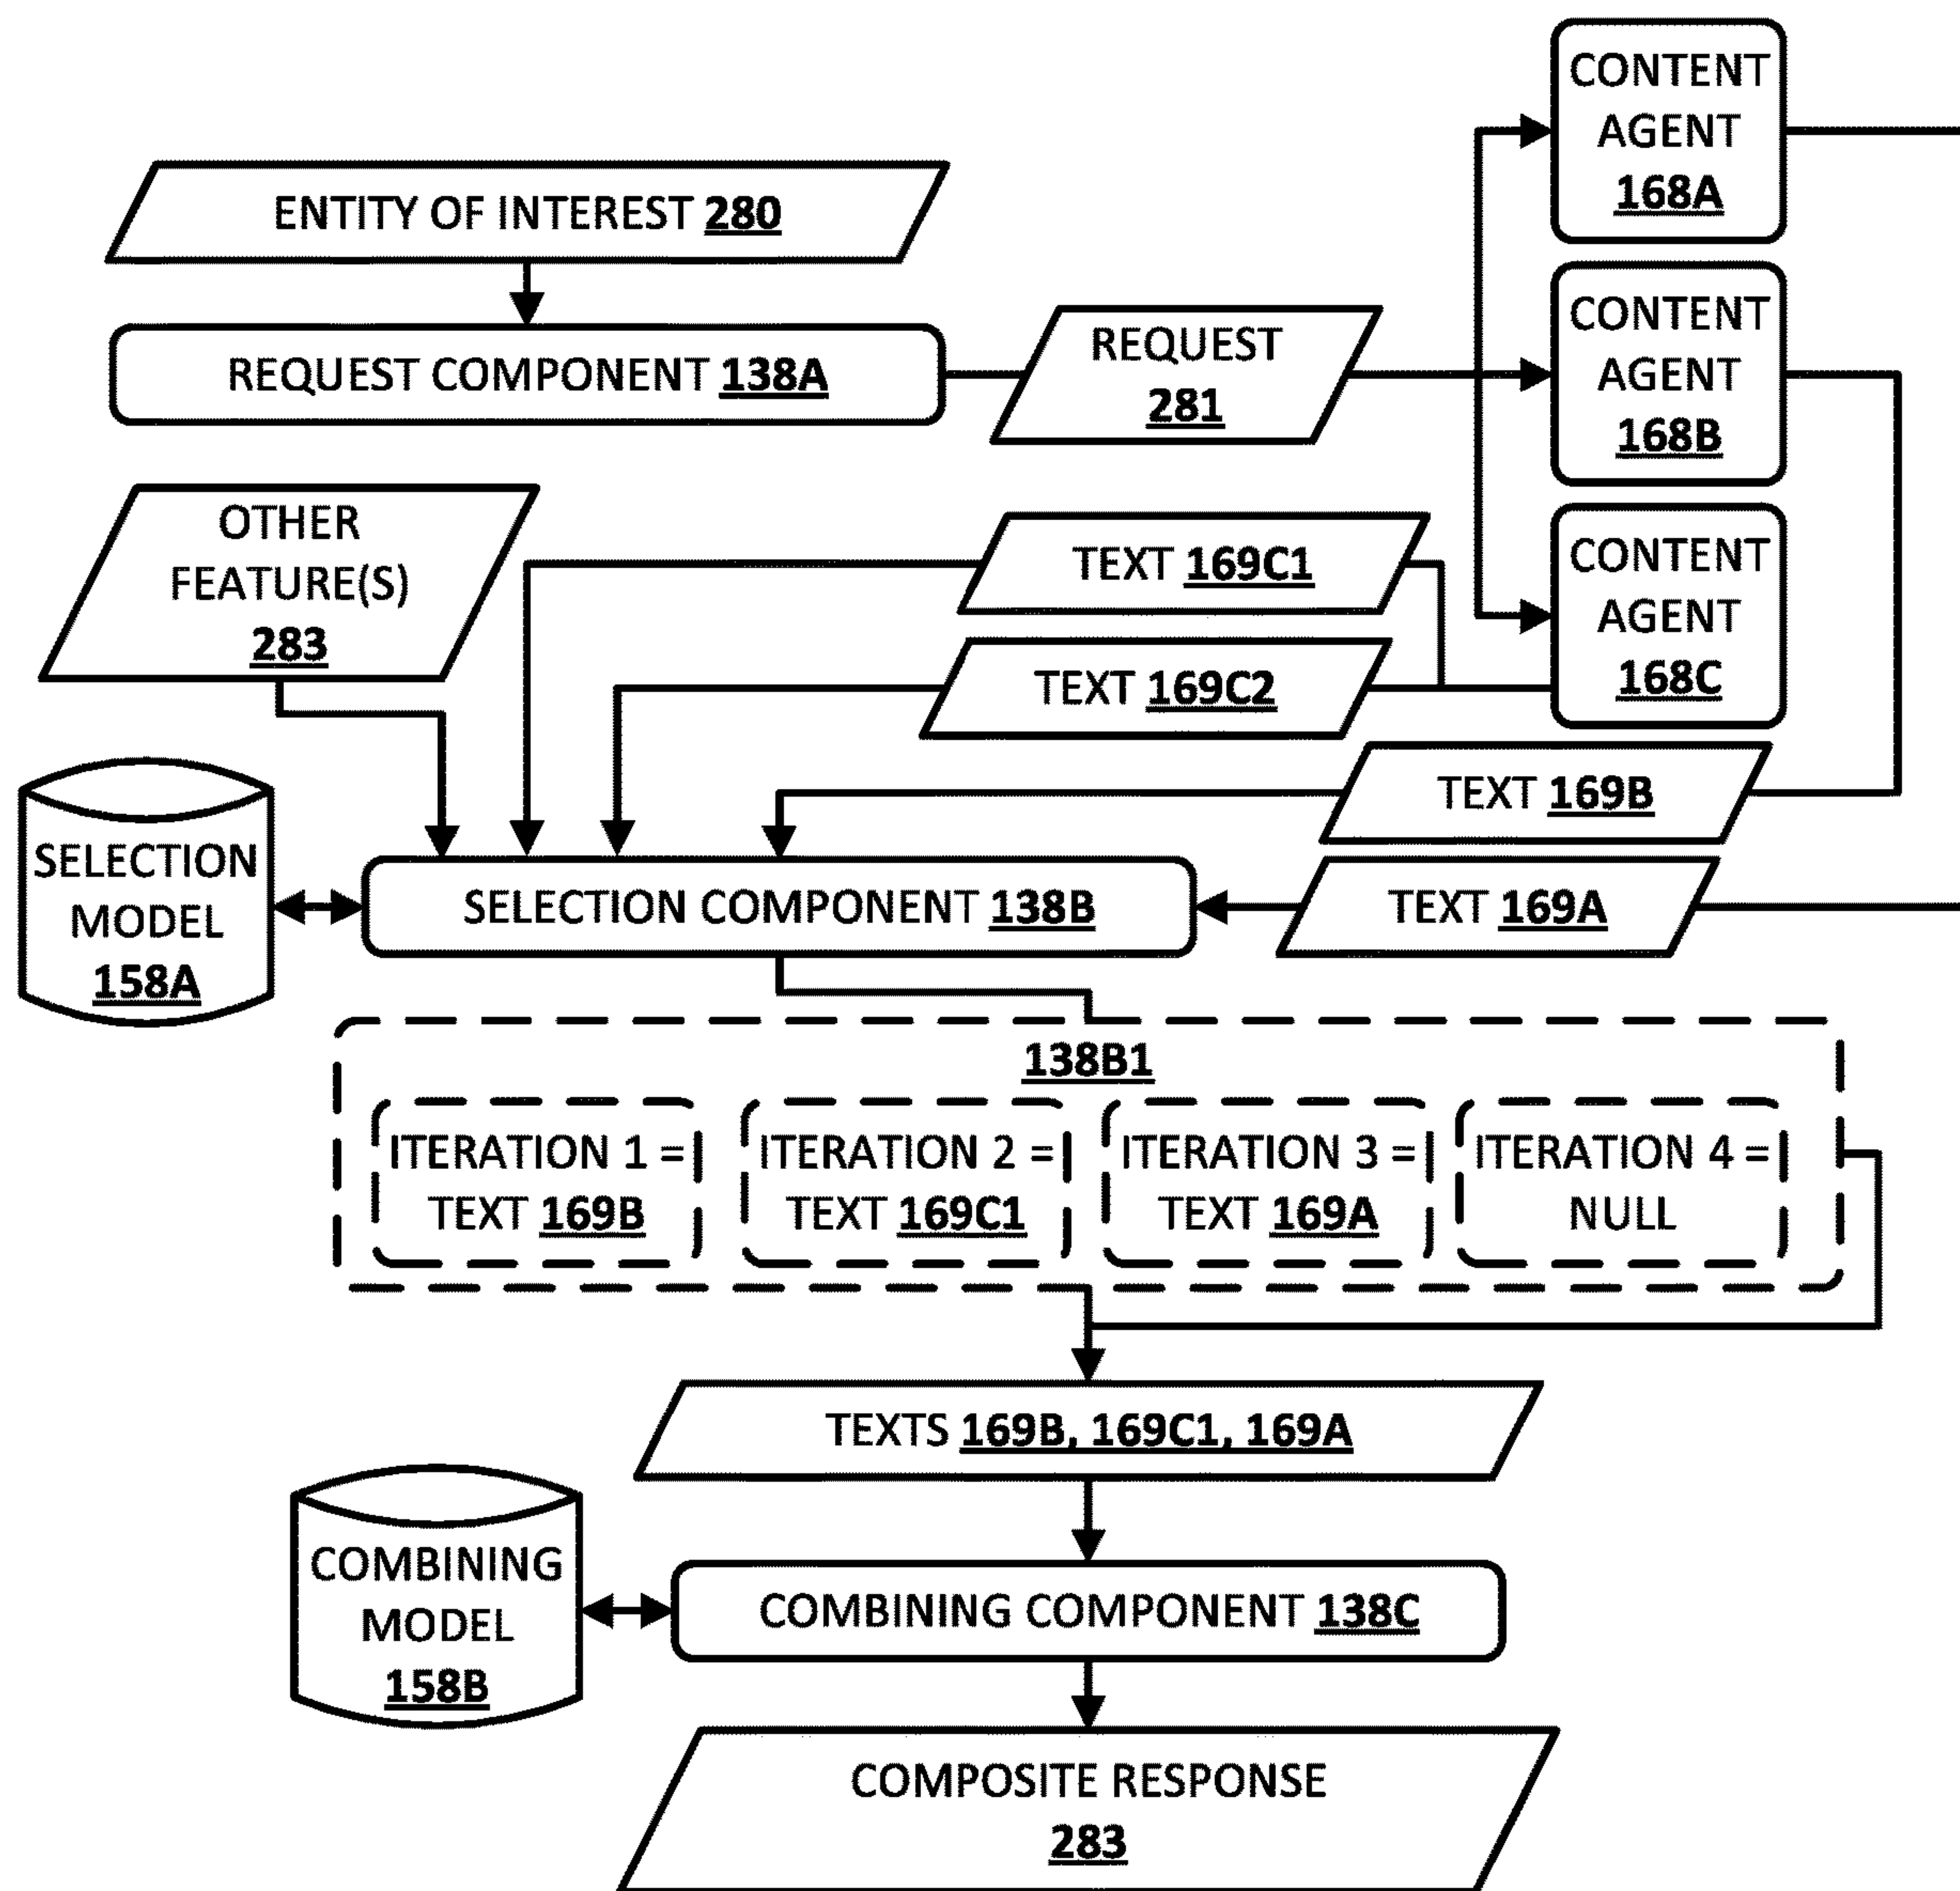 CONTENT
AGENT
168A
ENTITY OF INTEREST 280
CONTENT
AGENT
168B
REQUEST
281
REQUEST COMPONENT 138A
OTHER
FEATURE(S)
283
TEXT 169C1
CONTENT
AGENT
168C
TEXT 169C2
TEXT 169B
SELECTION
MODEL
158A
SELECTION COMPONENT 138B
TEXT 169A
138B1
ITERATION 1 =
TEXT 169B
ITERATION 2 =
TEXT 169C1
ITERATION 3 =
TEXT 169A
ITERATION 4 =
NULL
TEXTS 169B, 169C1, 169A
COMBINING
MODEL
158B
COMBINING COMPONENT 138C
COMPOSITE RESPONSE
283